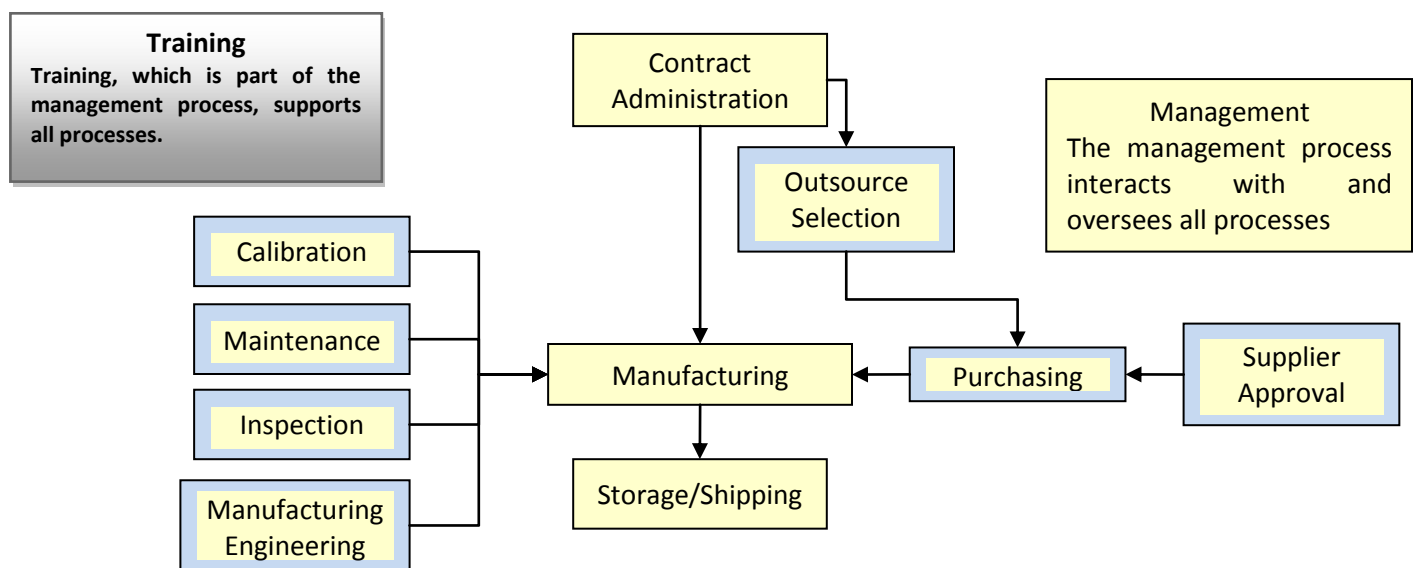 Training
Training, which is part of the
management process, supports
all processes.
Contract
Administration
Management
The management process
interacts with and
oversees all processes
Outsource
Selection
Calibration
Maintenance
Inspection
Manufacturing
Engineering
Manufacturing
Purchasing
Supplier
Approval
Storage/Shipping